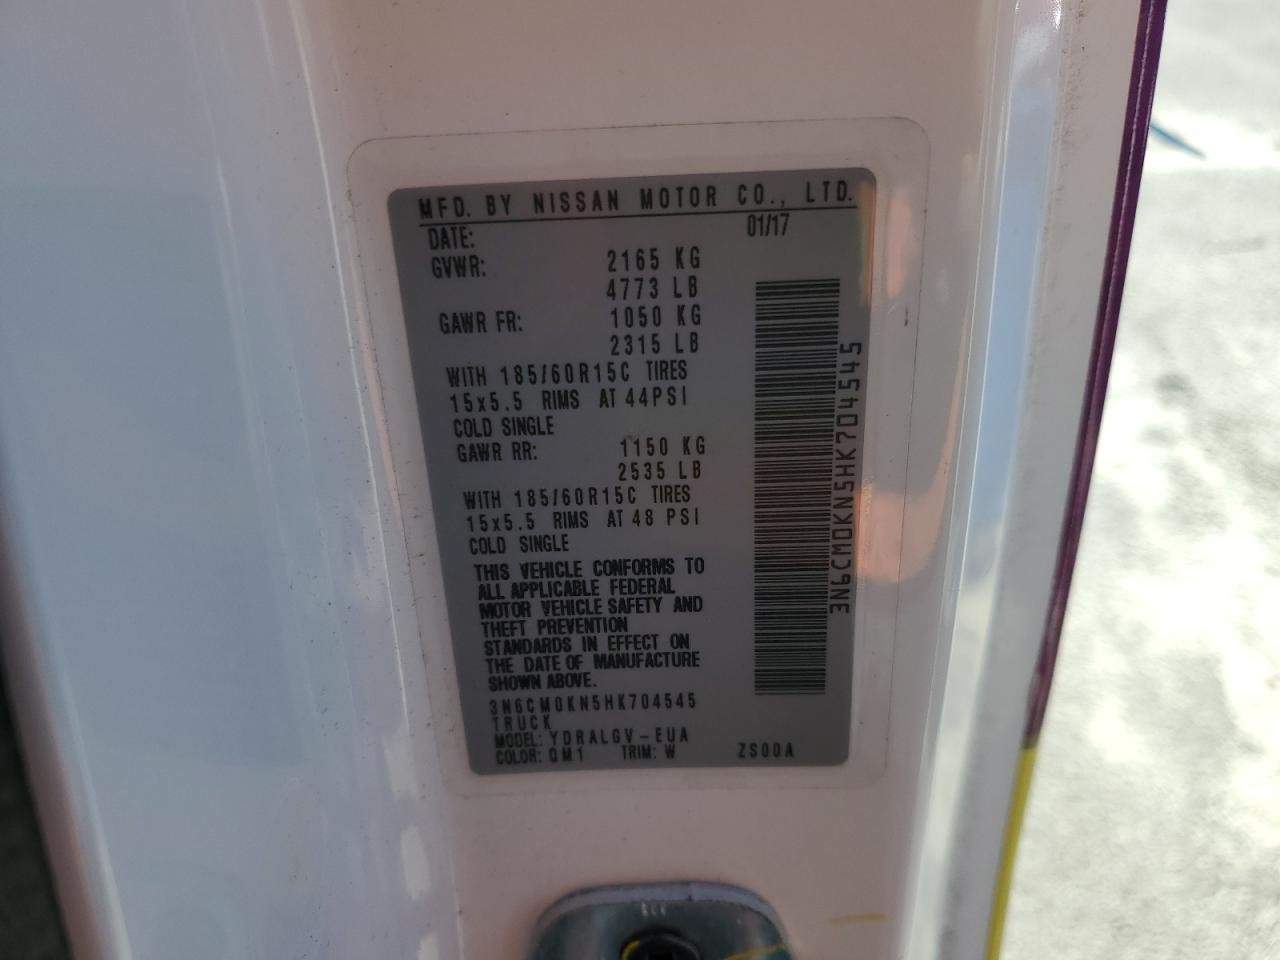 MFD. BY NISSAN MOTOR CO., LTD.
DATE: 01/17
GVWR: 2165 KG
4773 LB
GAWR FR: 1050 KG
2315 LB
WITH 185/60R15C TIRES
15x5.5 RIMS AT 44PSI
COLD SINGLE
GAWR RR: 1150 KG
2535 LB
WITH 185/60R15C TIRES
15x5.5 RIMS AT 48 PSI
COLD SINGLE
THIS VEHICLE CONFORMS TO
ALL APPLICABLE FEDERAL
MOTOR VEHICLE SAFETY AND
THEFT PREVENTION
STANDARDS IN EFFECT ON
THE DATE OF MANUFACTURE
SHOWN ABOVE.
3N6CM0KN5HK704545
TRUCK
MODEL: YDRALGV-EUA
COLOR: QM1 TRIM: W ZS00A
3N6CM0KN5HK704545